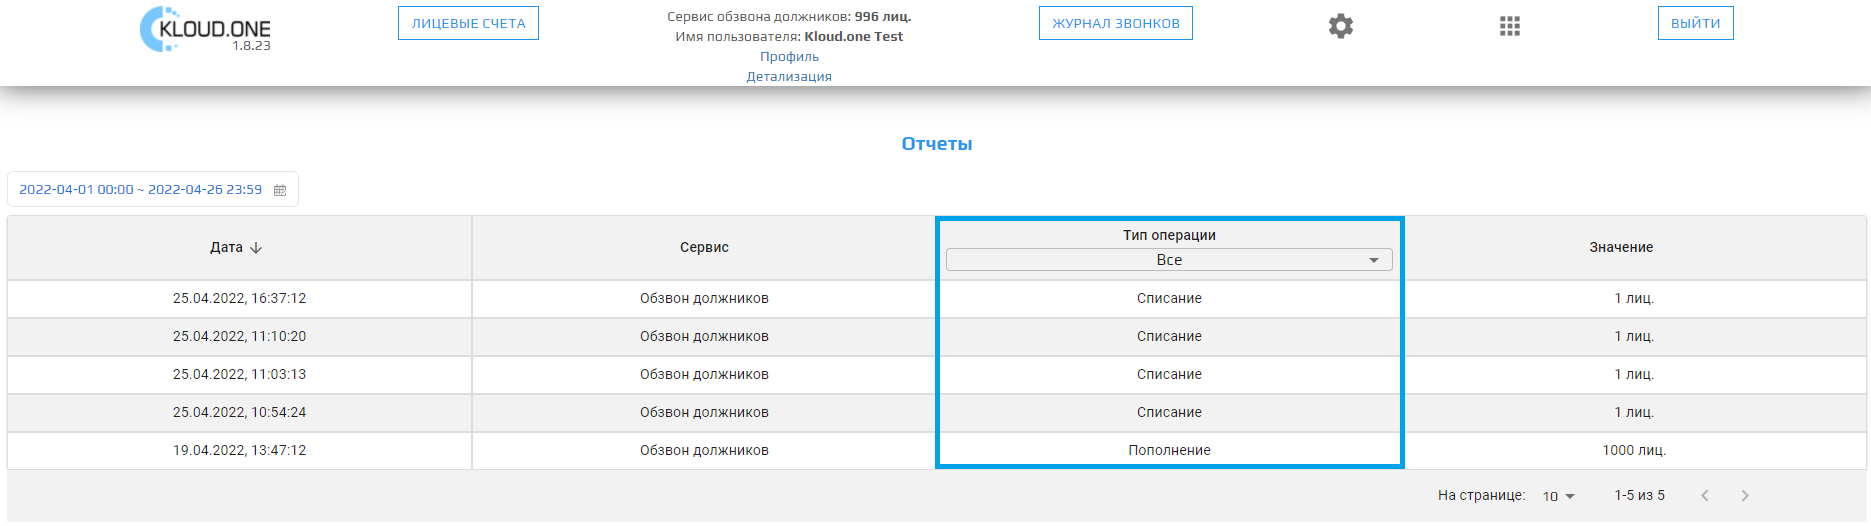 KLOUD.ONE
1.8.23
ЛИЦЕВЫЕ СЧЕТА
Сервис обзвона должников: 996 лиц.
Имя пользователя: Kloud.one Test
Профиль
Детализация
ЖУРНАЛ ЗВОНКОВ
ВЫЙТИ
Отчеты
2022-04-01 00:00 ~ 2022-04-26 23:59
Дата Сервис Тип операции Значение
Все
25.04.2022, 16:37:12 Обзвон должников Списание 1 лиц.
25.04.2022, 11:10:20 Обзвон должников Списание 1 лиц.
25.04.2022, 11:03:13 Обзвон должников Списание 1 лиц.
25.04.2022, 10:54:24 Обзвон должников Списание 1 лиц.
19.04.2022, 13:47:12 Обзвон должников Пополнение 1000 лиц.
На странице: 10 1-5 из 5